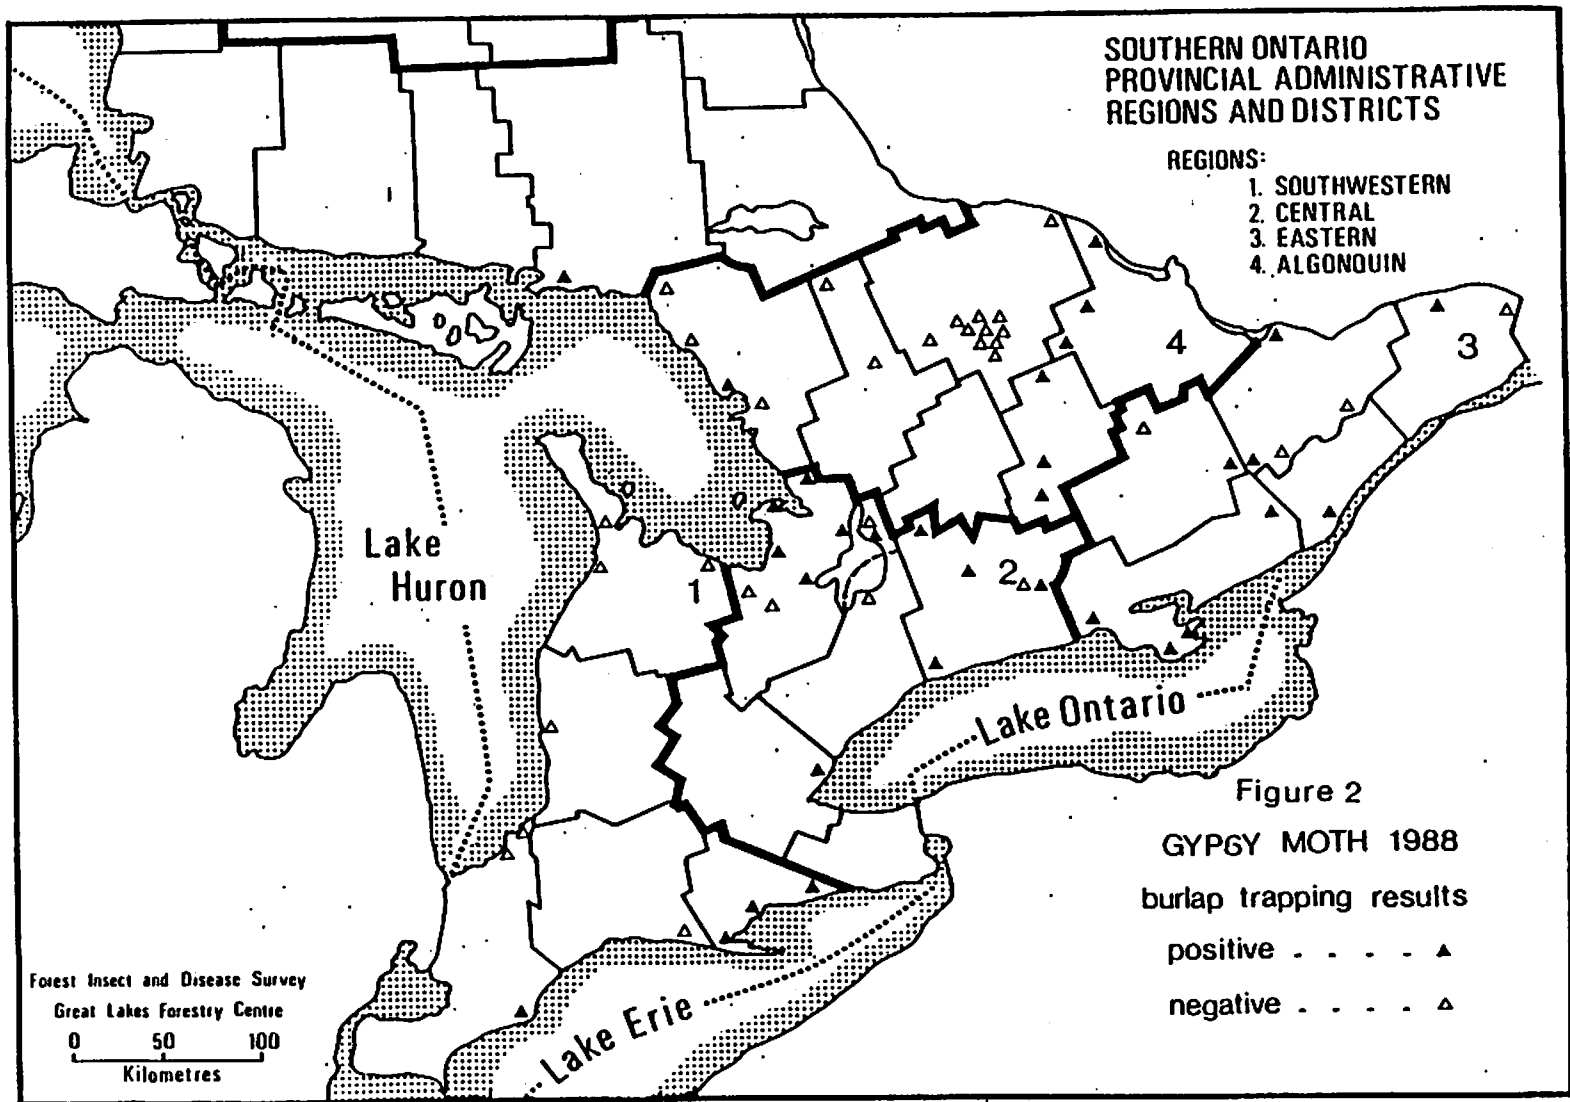 SOUTHERN ONTARIO
PROVINCIAL ADMINISTRATIVE
REGIONS AND DISTRICTS
REGIONS:
1. SOUTHWESTERN
2. CENTRAL
3. EASTERN
4. ALGONQUIN
4
3
2
1
Lake
Huron
Lake Ontario
Lake Erie
Figure 2
GYPGY MOTH 1988
burlap trapping results
positive . . . . ▲
negative . . . . △
Forest Insect and Disease Survey
Great Lakes Forestry Centre
0 50 100
Kilometres